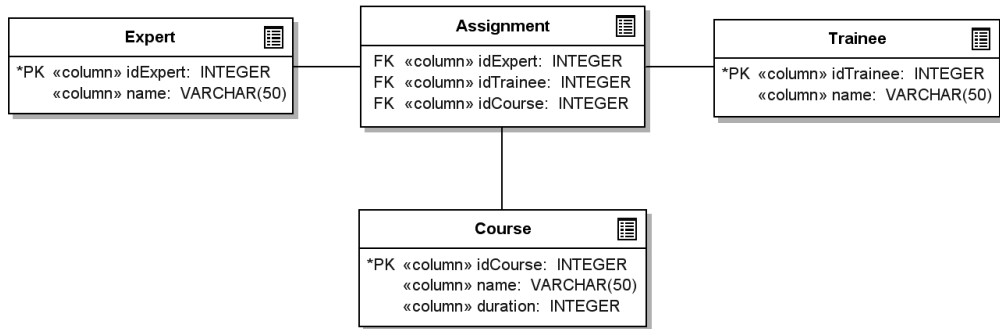 Expert
*PK «column» idExpert: INTEGER
«column» name: VARCHAR(50)
Assignment
FK «column» idExpert: INTEGER
FK «column» idTrainee: INTEGER
FK «column» idCourse: INTEGER
Trainee
*PK «column» idTrainee: INTEGER
«column» name: VARCHAR(50)
Course
*PK «column» idCourse: INTEGER
«column» name: VARCHAR(50)
«column» duration: INTEGER